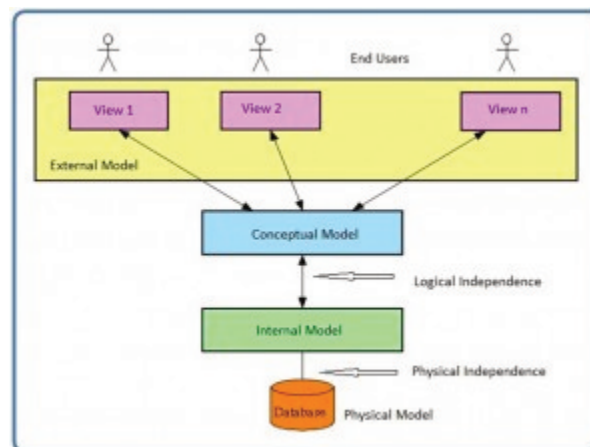 End Users
View 1
View 2
View n
External Model
Conceptual Model
Logical Independence
Internal Model
Physical Independence
Database
Physical Model